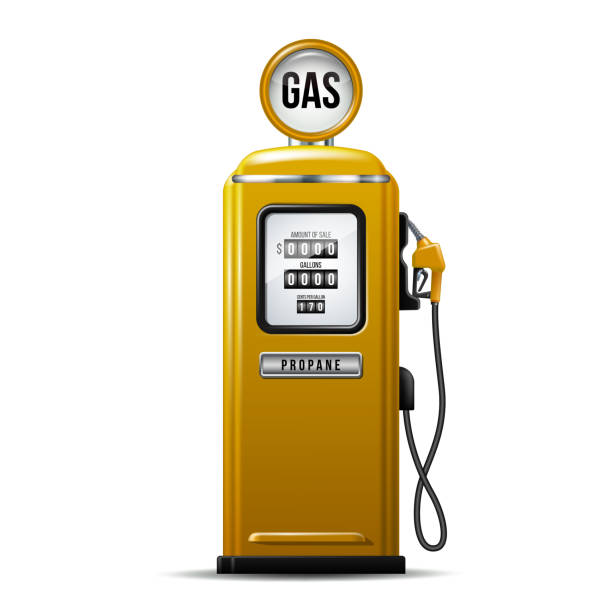 GAS
AMOUNT OF SALE
$0000
GALLONS
0000
CENTS PER GALLON
170
PROPANE